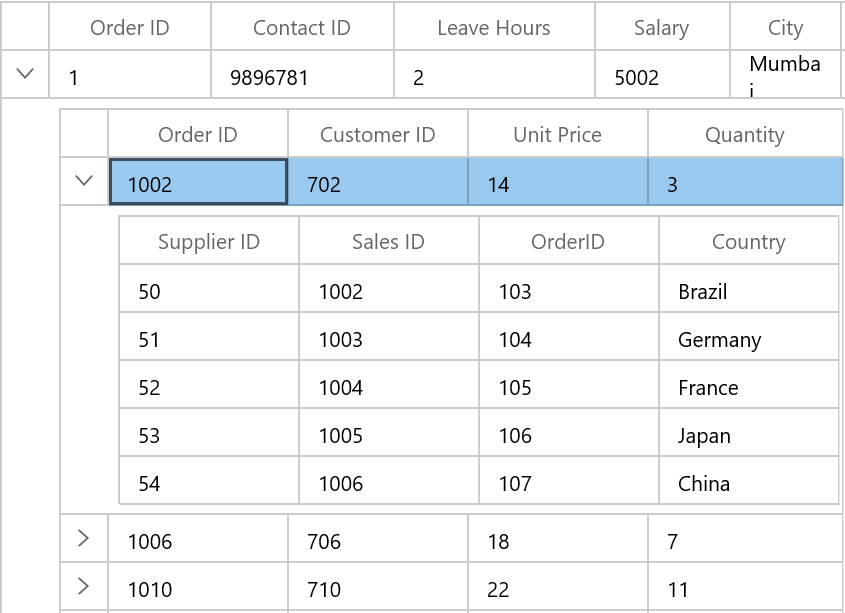 Order ID Contact ID Leave Hours Salary City
1 9896781 2 5002 Mumba
i
Order ID Customer ID Unit Price Quantity
1002 702 14 3
Supplier ID Sales ID OrderID Country
50 1002 103 Brazil
51 1003 104 Germany
52 1004 105 France
53 1005 106 Japan
54 1006 107 China
1006 706 18 7
1010 710 22 11